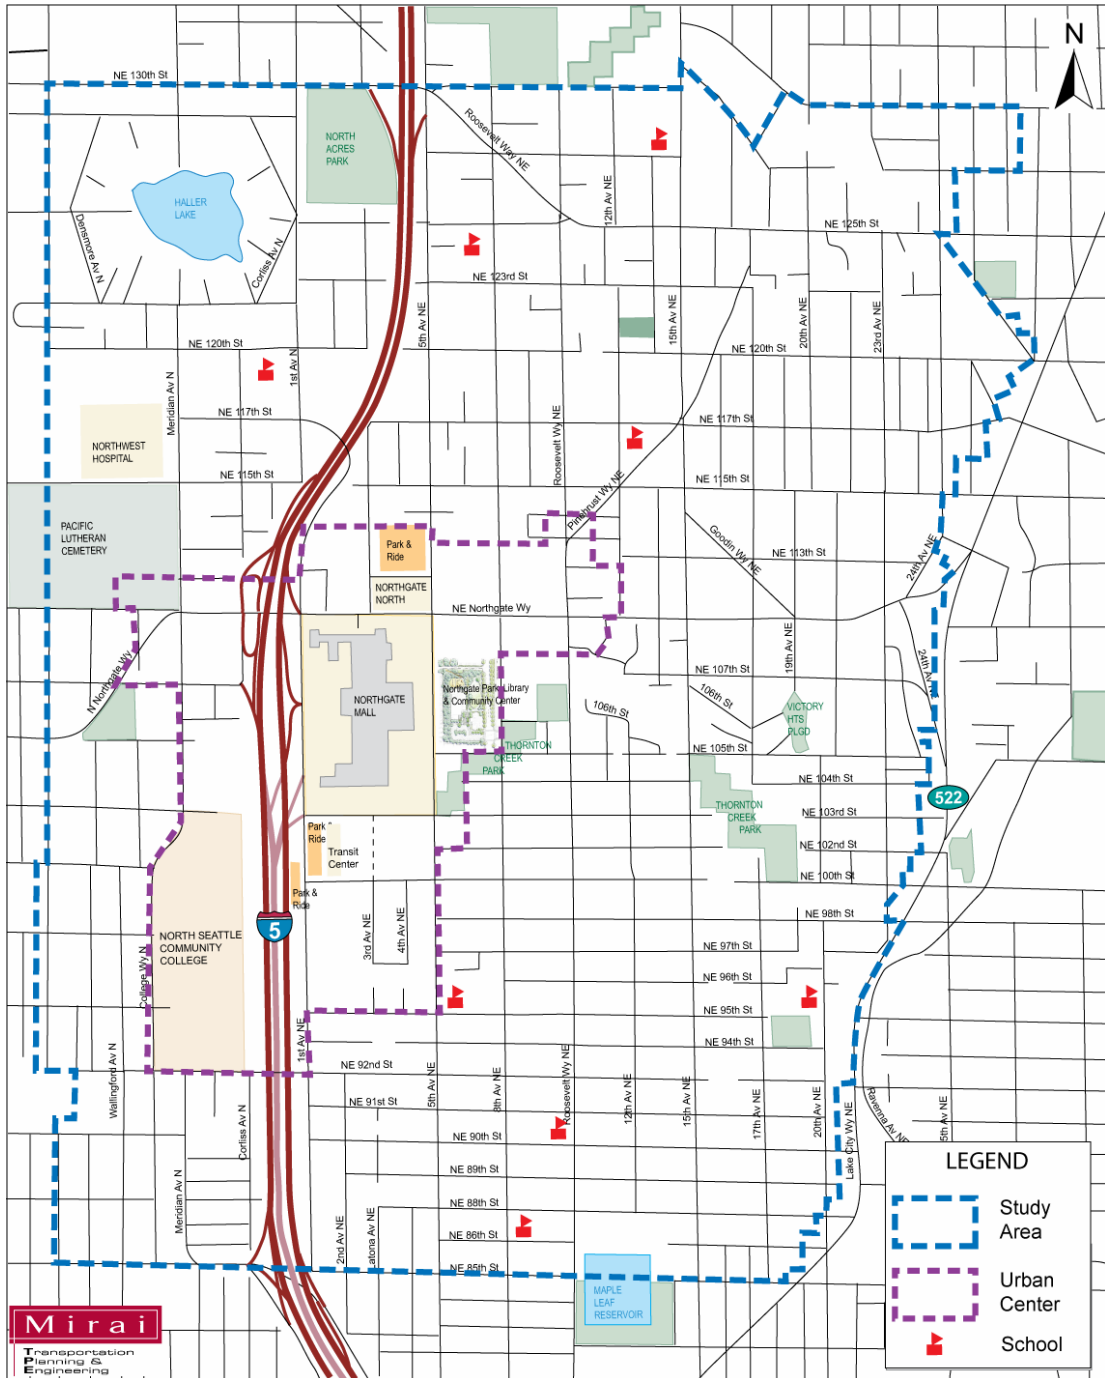 N
NE 130th St
NORTH
ACRES
PARK
Roosevelt Way NE
HALLER
LAKE
12th Av NE
NE 125th St
Densmore Av N
Corliss Av N
NE 123rd St
5th Av NE
15th Av NE
20th Av NE
23rd Av NE
NE 120th St
NE 120th St
1st Av N
Meridian Av N
NE 117th St
NE 117th St
Roosevelt Wy NE
NORTHWEST
HOSPITAL
NE 115th St
NE 115th St
Pinehurst Wy NE
PACIFIC
LUTHERAN
CEMETERY
Park &
Ride
Goodin Wy NE
NE 113th St
24th Av NE
NORTHGATE
NORTH
NE Northgate Wy
19th Av NE
N Northgate Wy
NE 107th St
24th Av NE
NORTHGATE
MALL
Northgate Park Library
& Community Center
106th St
106th St
VICTORY
HTS
PLGD
THORNTON
CREEK
PARK
NE 105th St
NE 104th St
522
THORNTON
CREEK
PARK
NE 103rd St
Park "
Ride
Transit
Center
NE 102nd St
NE 100th St
Park &
Ride
NE 98th St
5
3rd Av NE
4th Av NE
NORTH SEATTLE
COMMUNITY
COLLEGE
NE 97th St
College Wy N
NE 96th St
NE 95th St
1st Av NE
NE 94th St
NE 92nd St
Wallingford Av N
5th Av NE
8th Av NE
Roosevelt Wy NE
12th Av NE
15th Av NE
17th Av NE
20th Av NE
Lake City Wy NE
Ravenna Av NE
5th Av NE
NE 91st St
Corliss Av N
NE 90th St
NE 89th St
Meridian Av N
NE 88th St
2nd Av NE
Latona Av NE
NE 86th St
NE 85th St
MAPLE
LEAF
RESERVOIR
LEGEND
Study
Area
Urban
Center
School
Mirai
Transportation
Planning &
Engineering